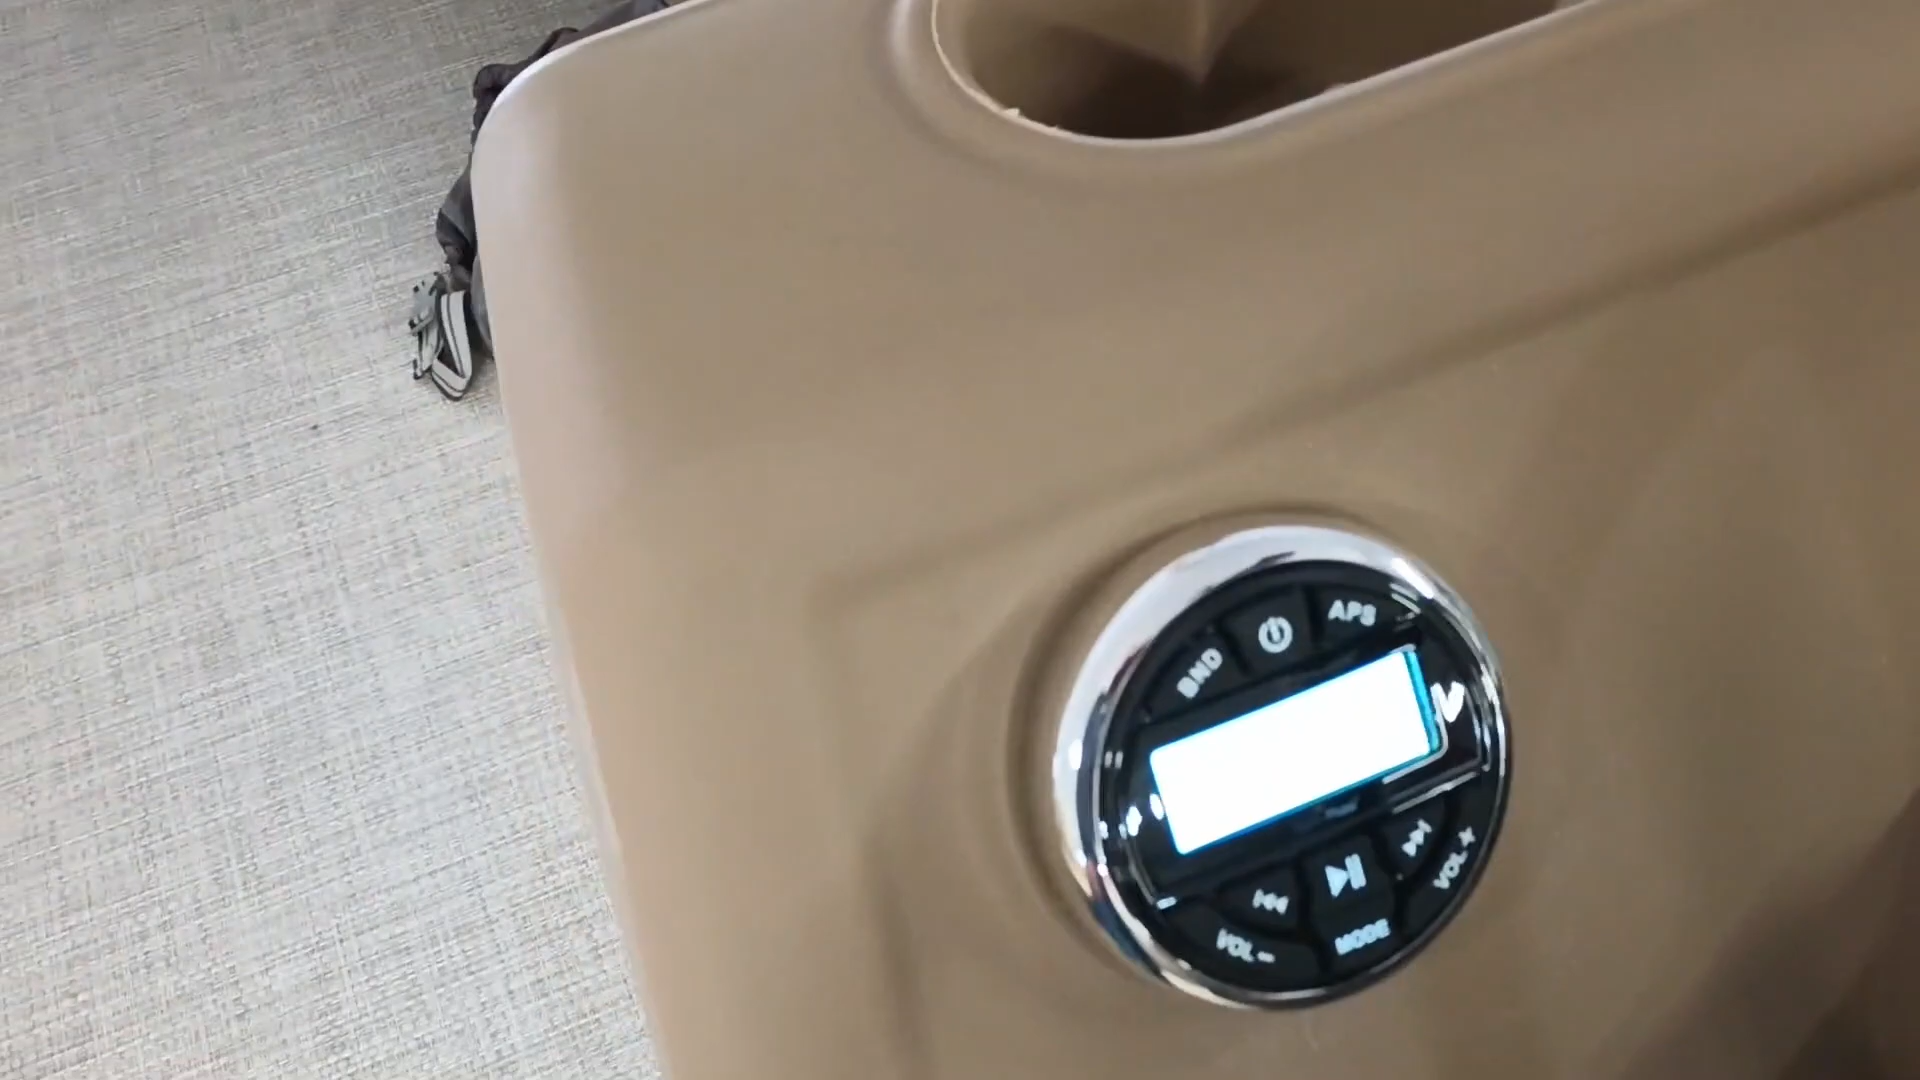 BND
APS
VOL -
MODE
VOL +